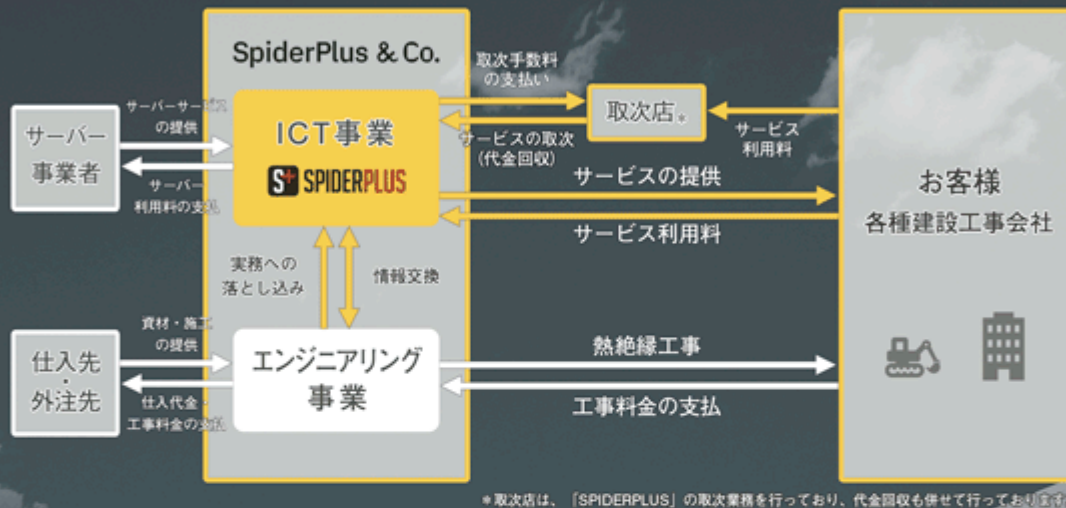 SpiderPlus & Co.
サーバー
事業者
サーバーサービス
の提供
サーバー
利用料の支払
ICT事業
S+ SPIDERPLUS
取次手数料
の支払い
サービスの取次
(代金回収)
取次店*
サービス
利用料
サービスの提供
サービス利用料
お客様
各種建設工事会社
実務への
落とし込み
情報交換
仕入先
・
外注先
資材・施工
の提供
仕入代金・
工事料金の支払
エンジニアリング
事業
熱絶縁工事
工事料金の支払
*取次店は、「SPIDERPLUS」の取次業務を行っており、代金回収も併せて行っております